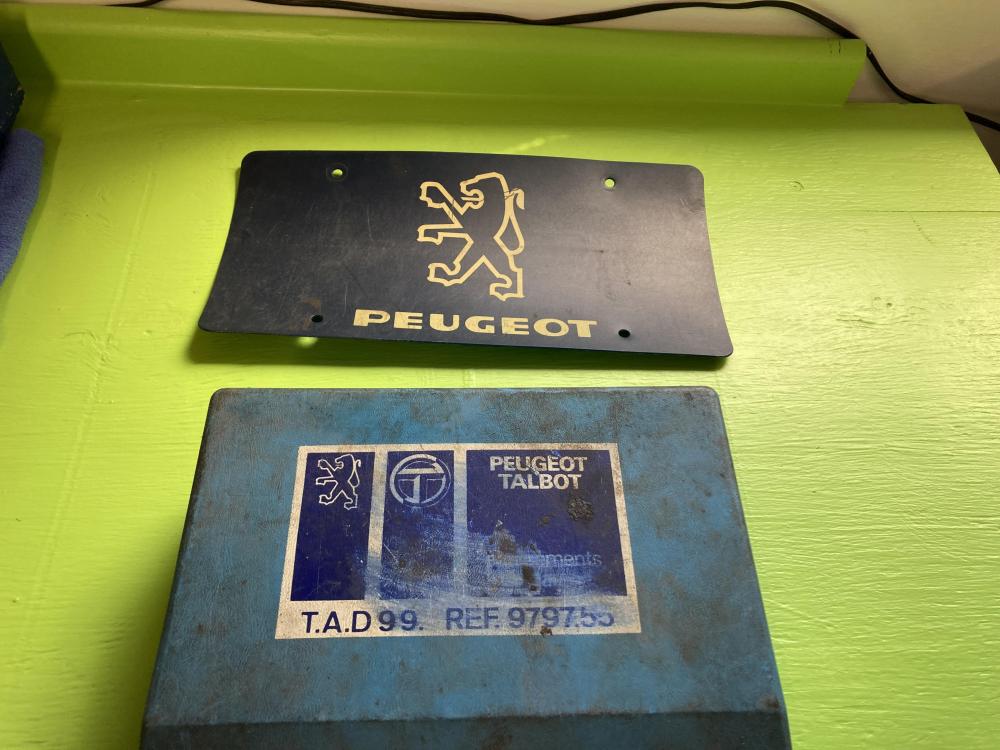 PEUGEOT
PEUGEOT
TALBOT
T.A.D 99. REF. 9797.55